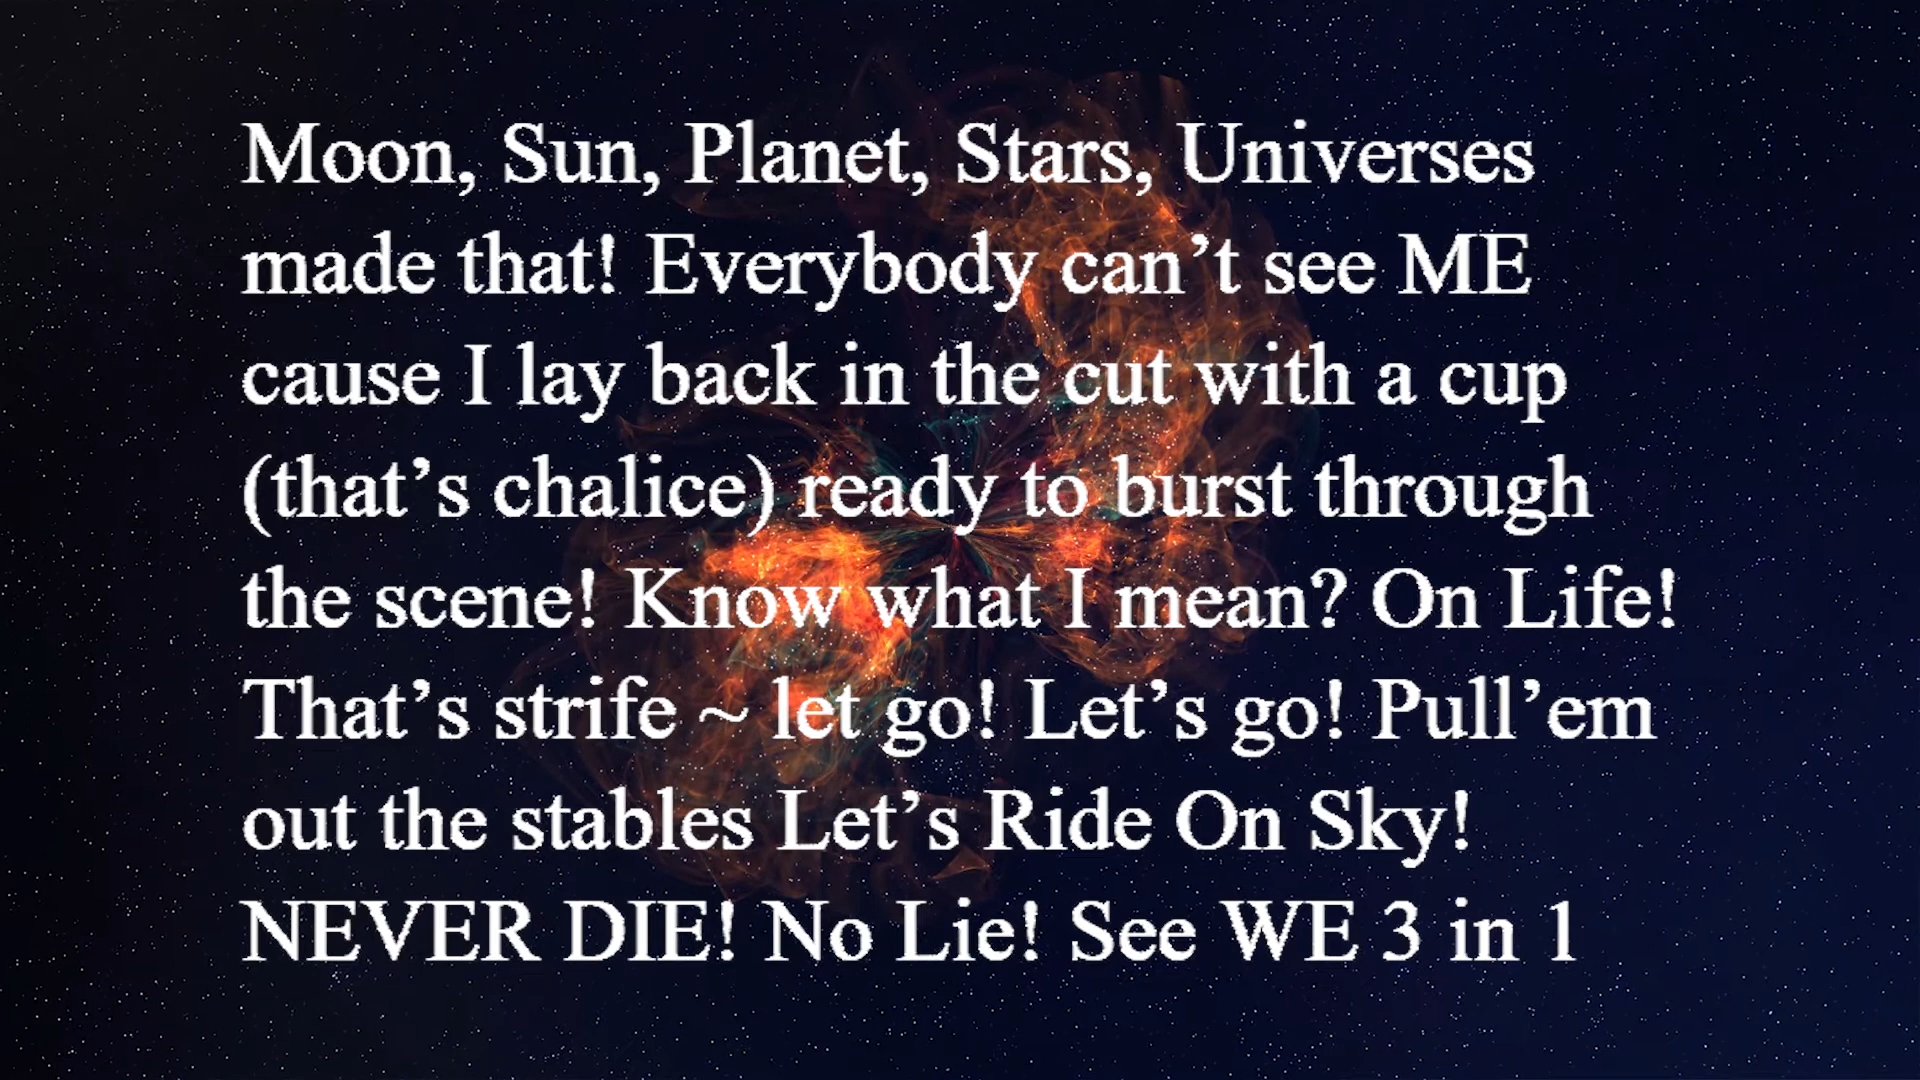 Moon, Sun, Planet, Stars, Universes
made that! Everybody can’t see ME
cause I lay back in the cut with a cup
(that’s chalice) ready to burst through
the scene! Know what I mean? On Life!
That’s strife ~ let go! Let’s go! Pull’em
out the stables Let’s Ride On Sky!
NEVER DIE! No Lie! See WE 3 in 1